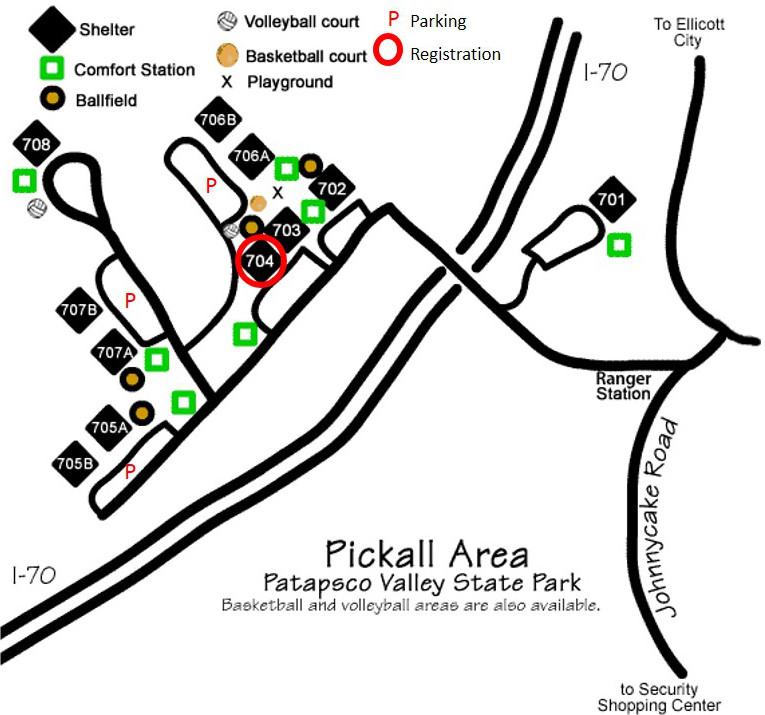 Shelter
Comfort Station
Ballfield
Volleyball court
Basketball court
X Playground
P Parking
Registration
To Ellicott
City
I-70
706B
706A
708
702
701
703
704
P
P
707B
707A
705A
705B
P
X
Ranger
Station
Johnnycake Road
I-70
Pickall Area
Patapsco Valley State Park
Basketball and volleyball areas are also available.
to Security
Shopping Center